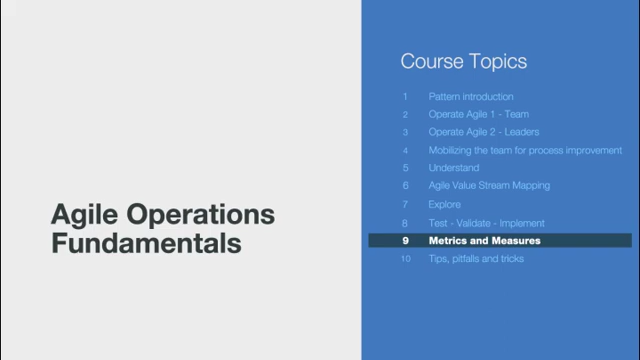 Agile Operations
Fundamentals
Course Topics
1 Pattern introduction
2 Operate Agile 1 - Team
3 Operate Agile 2 - Leaders
4 Mobilizing the team for process improvement
5 Understand
6 Agile Value Stream Mapping
7 Explore
8 Test - Validate - Implement
9 Metrics and Measures
10 Tips, pitfalls and tricks